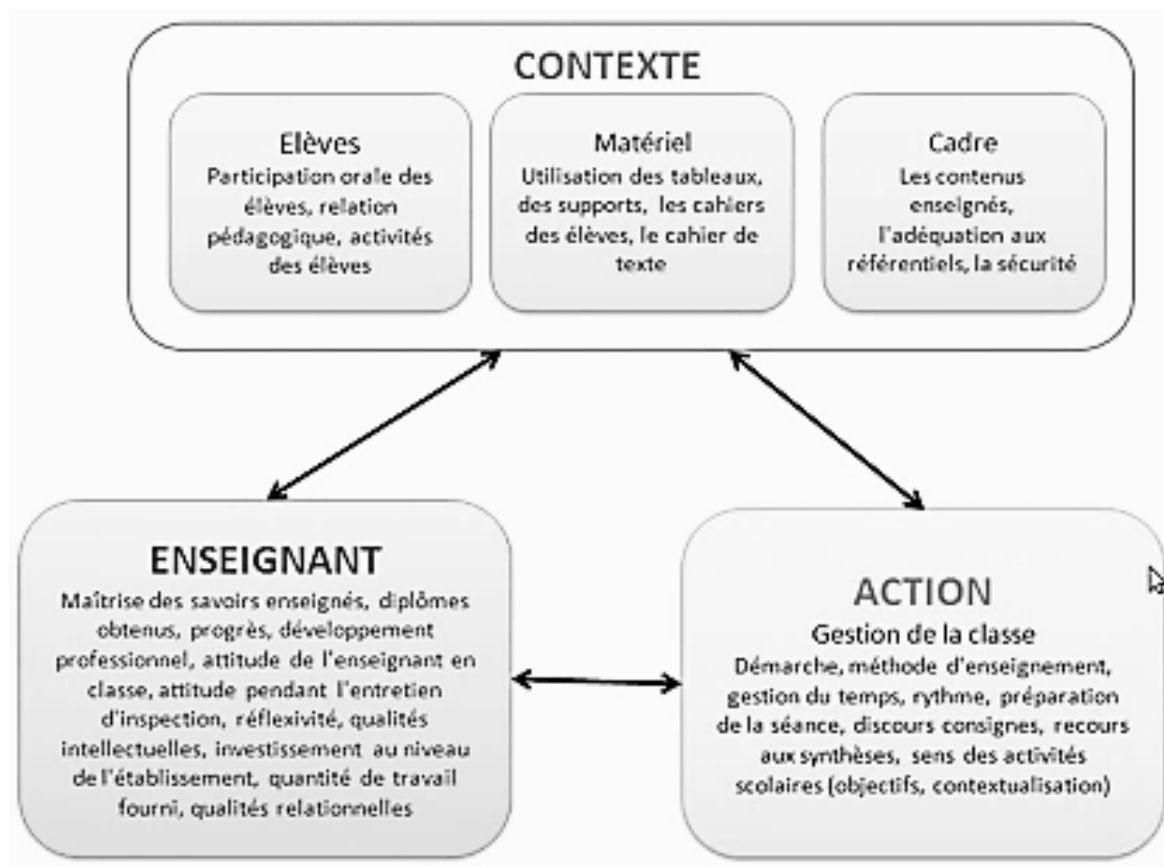 CONTEXTE
Elèves
Participation orale des
élèves, relation
pédagogique, activités
des élèves
Matériel
Utilisation des tableaux,
des supports, les cahiers
des élèves, le cahier de
texte
Cadre
Les contenus
enseignés,
l'adéquation aux
référentiels, la sécurité
ENSEIGNANT
Maîtrise des savoirs enseignés, diplômes
obtenus, progrès, développement
professionnel, attitude de l'enseignant en
classe, attitude pendant l'entretien
d'inspection, réflexivité, qualités
intellectuelles, investissement au niveau
de l'établissement, quantité de travail
fourni, qualités relationnelles
ACTION
Gestion de la classe
Démarche, méthode d'enseignement,
gestion du temps, rythme, préparation
de la séance, discours consignes, recours
aux synthèses, sens des activités
scolaires (objectifs, contextualisation)